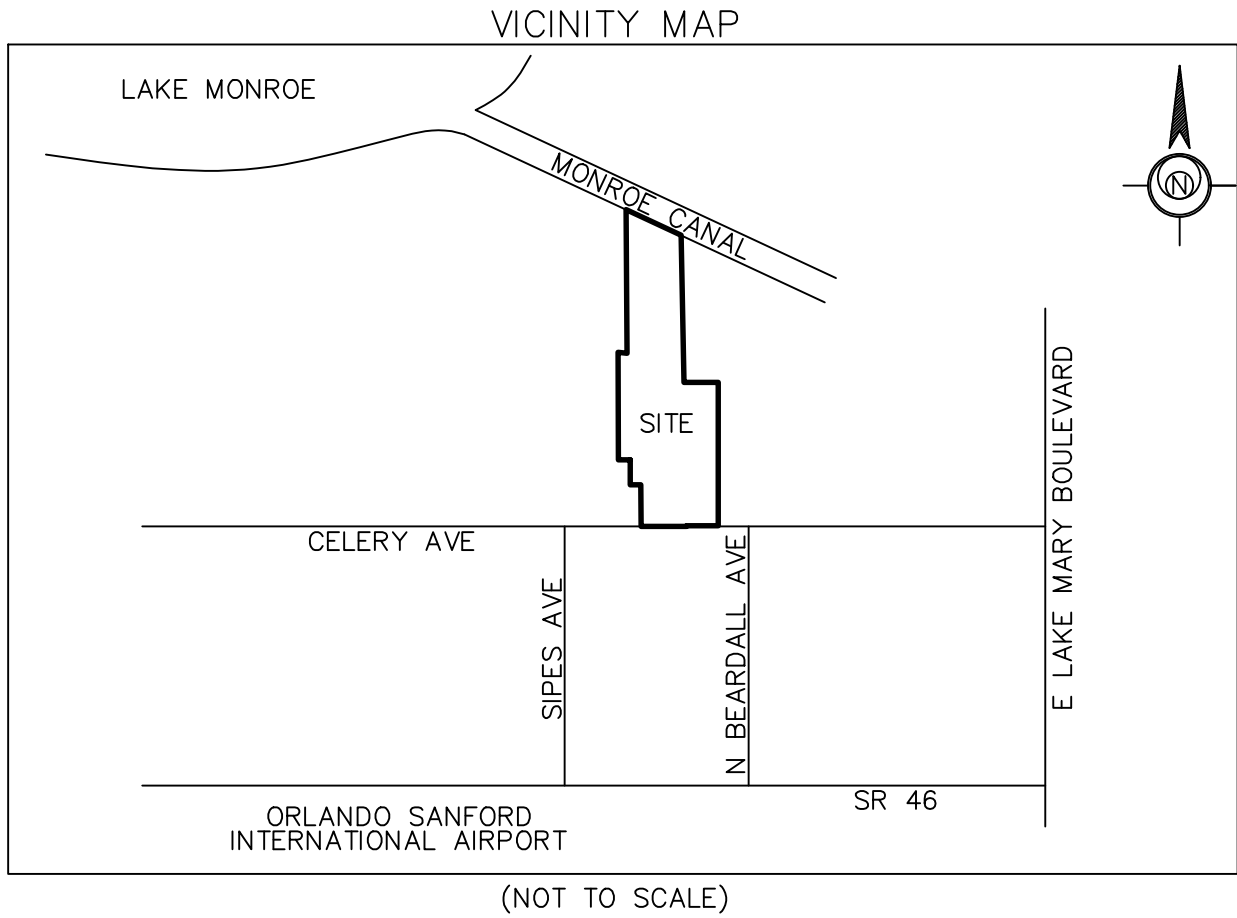 VICINITY MAP
LAKE MONROE
N
MONROE CANAL
E LAKE MARY BOULEVARD
SITE
CELERY AVE
SIPES AVE
N BEARDALL AVE
SR 46
ORLANDO SANFORD
INTERNATIONAL AIRPORT
(NOT TO SCALE)